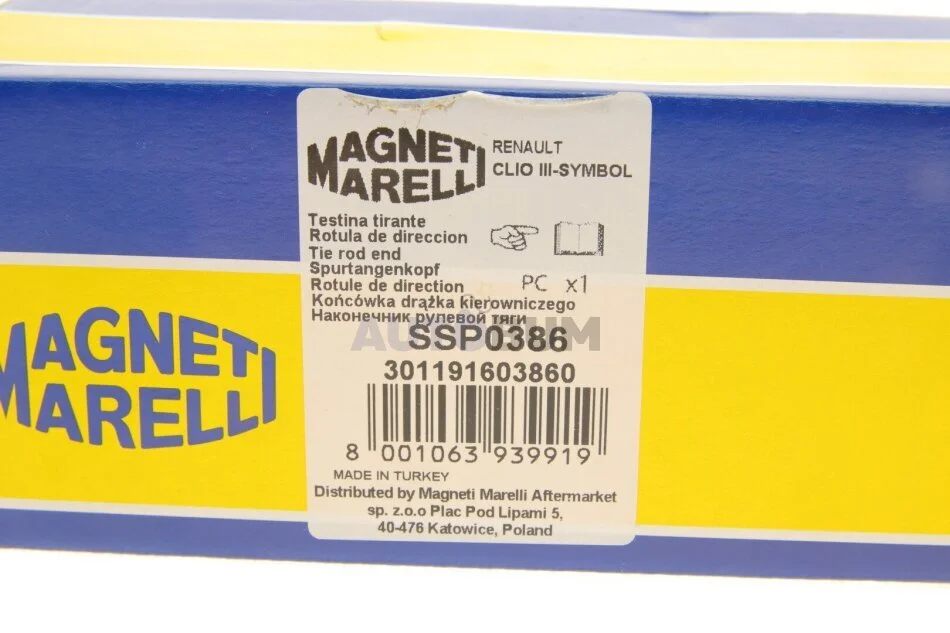 MAGNETI
MARELLI
RENAULT
CLIO III-SYMBOL
Testina tirante
Rotula de direccion
Tie rod end
Spurtangenkopf
Rotule de direction
PC x1
Końcówka drążka kierowniczego
Наконечник рулевой тяги
SSP0386
301191603860
8 001063 939919
MADE IN TURKEY
Distributed by Magneti Marelli Aftermarket
sp. z.o.o Plac Pod Lipami 5,
40-476 Katowice, Poland
MAGNETI
MARELLI